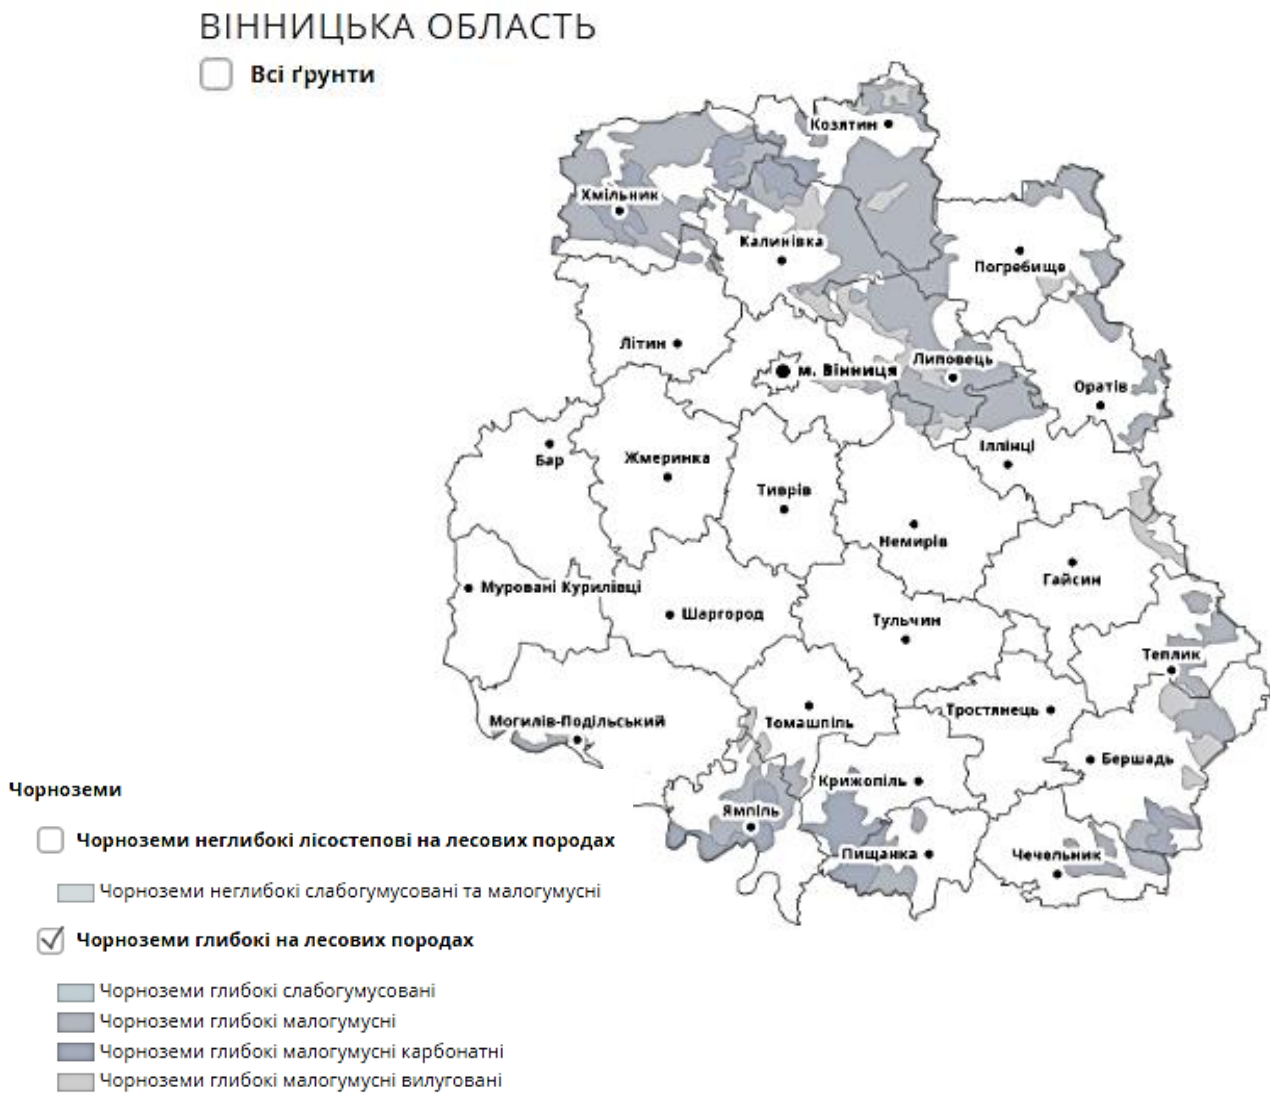 ВІННИЦЬКА ОБЛАСТЬ
Всі ґрунти
Козятин
Хмільник
Калинівка
Погребище
Літин
м. Вінниця
Липовець
Оратів
Бар
Жмеринка
Тиврів
Іллінці
Немирів
Гайсин
Муровані Курилівці
Шаргород
Тульчин
Теплик
Могилів-Подільський
Томашпіль
Тростянець
Бершадь
Крижопіль
Ямпіль
Піщанка
Чечельник
Чорноземи
Чорноземи неглибокі лісостепові на лесових породах
Чорноземи неглибокі слабогумусовані та малогумусні
Чорноземи глибокі на лесових породах
Чорноземи глибокі слабогумусовані
Чорноземи глибокі малогумусні
Чорноземи глибокі малогумусні карбонатні
Чорноземи глибокі малогумусні вилуговані